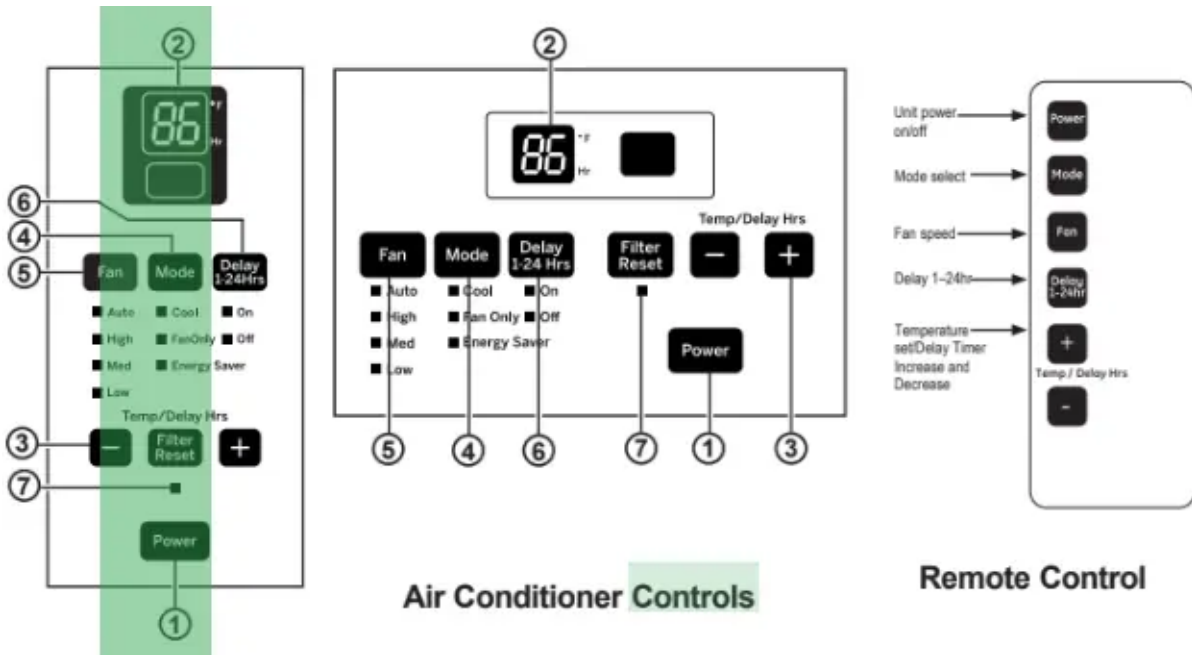 ②
86
°F
Hr
⑥
④
⑤
Fan
Mode
Delay
1-24Hrs
Auto
Cool
On
High
FanOnly
Off
Med
Energy Saver
Low
Temp/Delay Hrs
③
−
Filter
Reset
+
⑦
Power
①
②
86
°F
Hr
Temp/Delay Hrs
Fan
Mode
Delay
1-24 Hrs
Filter
Reset
−
+
Auto
Cool
On
High
Fan Only
Off
Med
Energy Saver
Low
Power
⑤
④
⑥
⑦
①
③
Air Conditioner Controls
Unit power
on/off
Power
Mode select
Mode
Fan speed
Fan
Delay 1–24hr
Delay
1-24hr
Temperature
set/Delay Timer
Increase and
Decrease
+
Temp / Delay Hrs
-
Remote Control